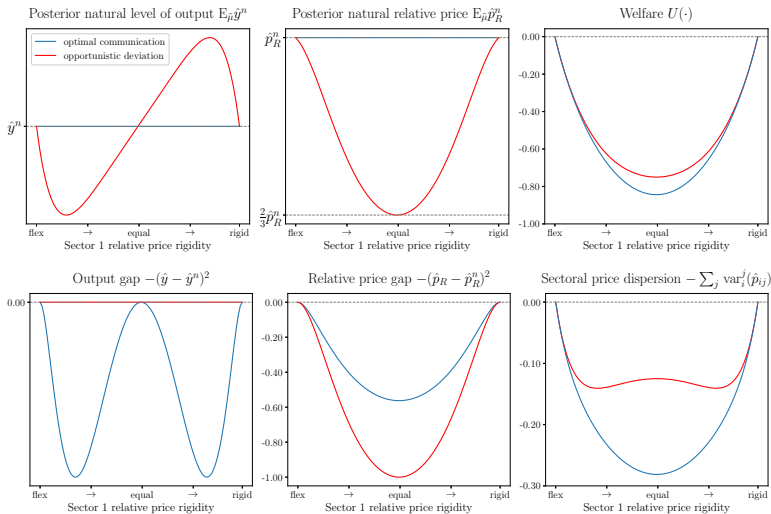 Posterior natural level of output E_μ̂ ŷⁿ
optimal communication
opportunistic deviation
ŷⁿ
flex → equal → rigid
Sector 1 relative price rigidity
Posterior natural relative price E_μ̂ p̂ⁿ_R
p̂ⁿ_R
⅔p̂ⁿ_R
flex → equal → rigid
Sector 1 relative price rigidity
Welfare U(·)
0.00
-0.20
-0.40
-0.60
-0.80
-1.00
flex → equal → rigid
Sector 1 relative price rigidity
Output gap −(ŷ − ŷⁿ)²
0.00
flex → equal → rigid
Sector 1 relative price rigidity
Relative price gap −(p̂_R − p̂ⁿ_R)²
0.00
-0.20
-0.40
-0.60
-0.80
-1.00
flex → equal → rigid
Sector 1 relative price rigidity
Sectoral price dispersion − ∑_j varʲ_i(p̂_ij)
0.00
-0.10
-0.20
-0.30
flex → equal → rigid
Sector 1 relative price rigidity